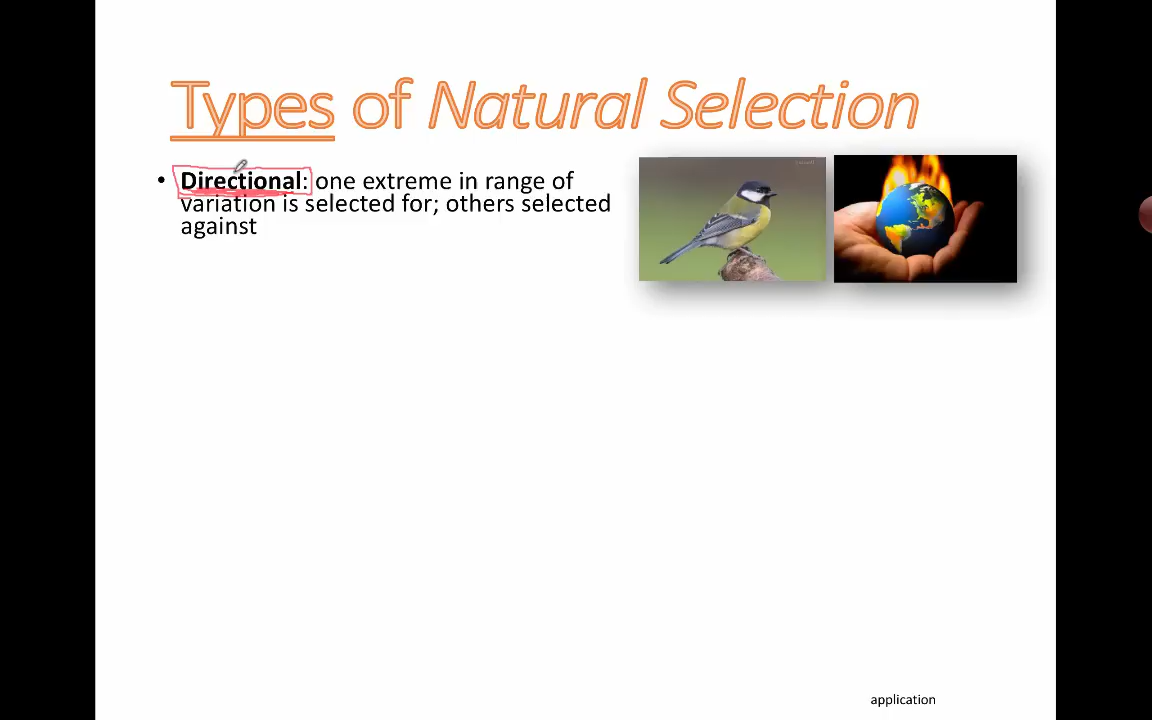 Types of Natural Selection
• Directional: one extreme in range of
variation is selected for; others selected
against
application